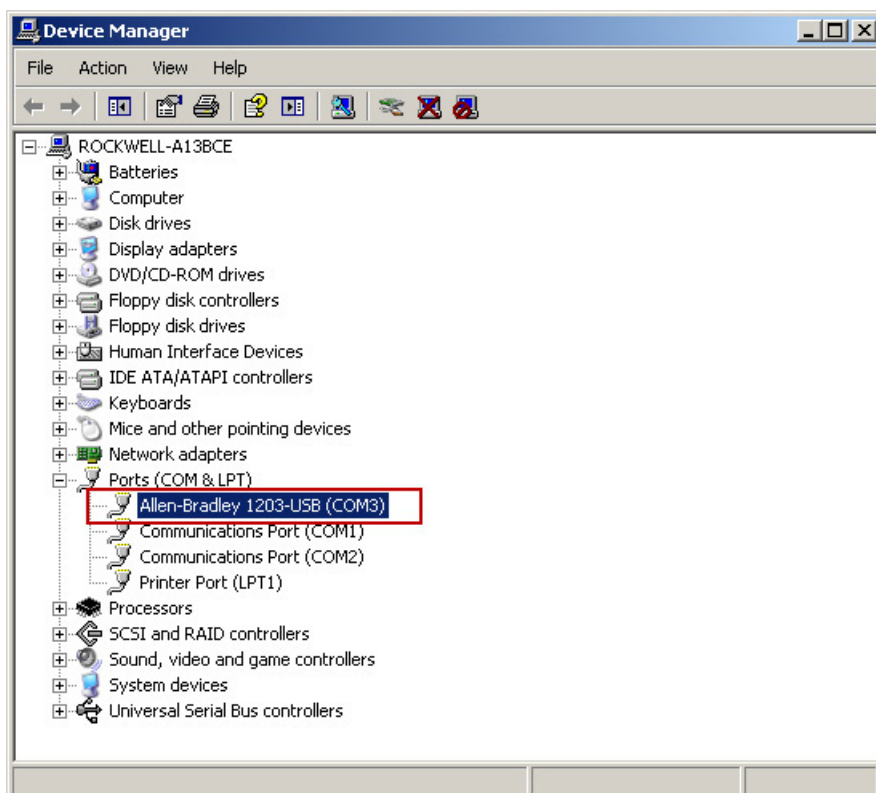 Device Manager
File Action View Help
ROCKWELL-A13BCE
Batteries
Computer
Disk drives
Display adapters
DVD/CD-ROM drives
Floppy disk controllers
Floppy disk drives
Human Interface Devices
IDE ATA/ATAPI controllers
Keyboards
Mice and other pointing devices
Network adapters
Ports (COM & LPT)
Allen-Bradley 1203-USB (COM3)
Communications Port (COM1)
Communications Port (COM2)
Printer Port (LPT1)
Processors
SCSI and RAID controllers
Sound, video and game controllers
System devices
Universal Serial Bus controllers